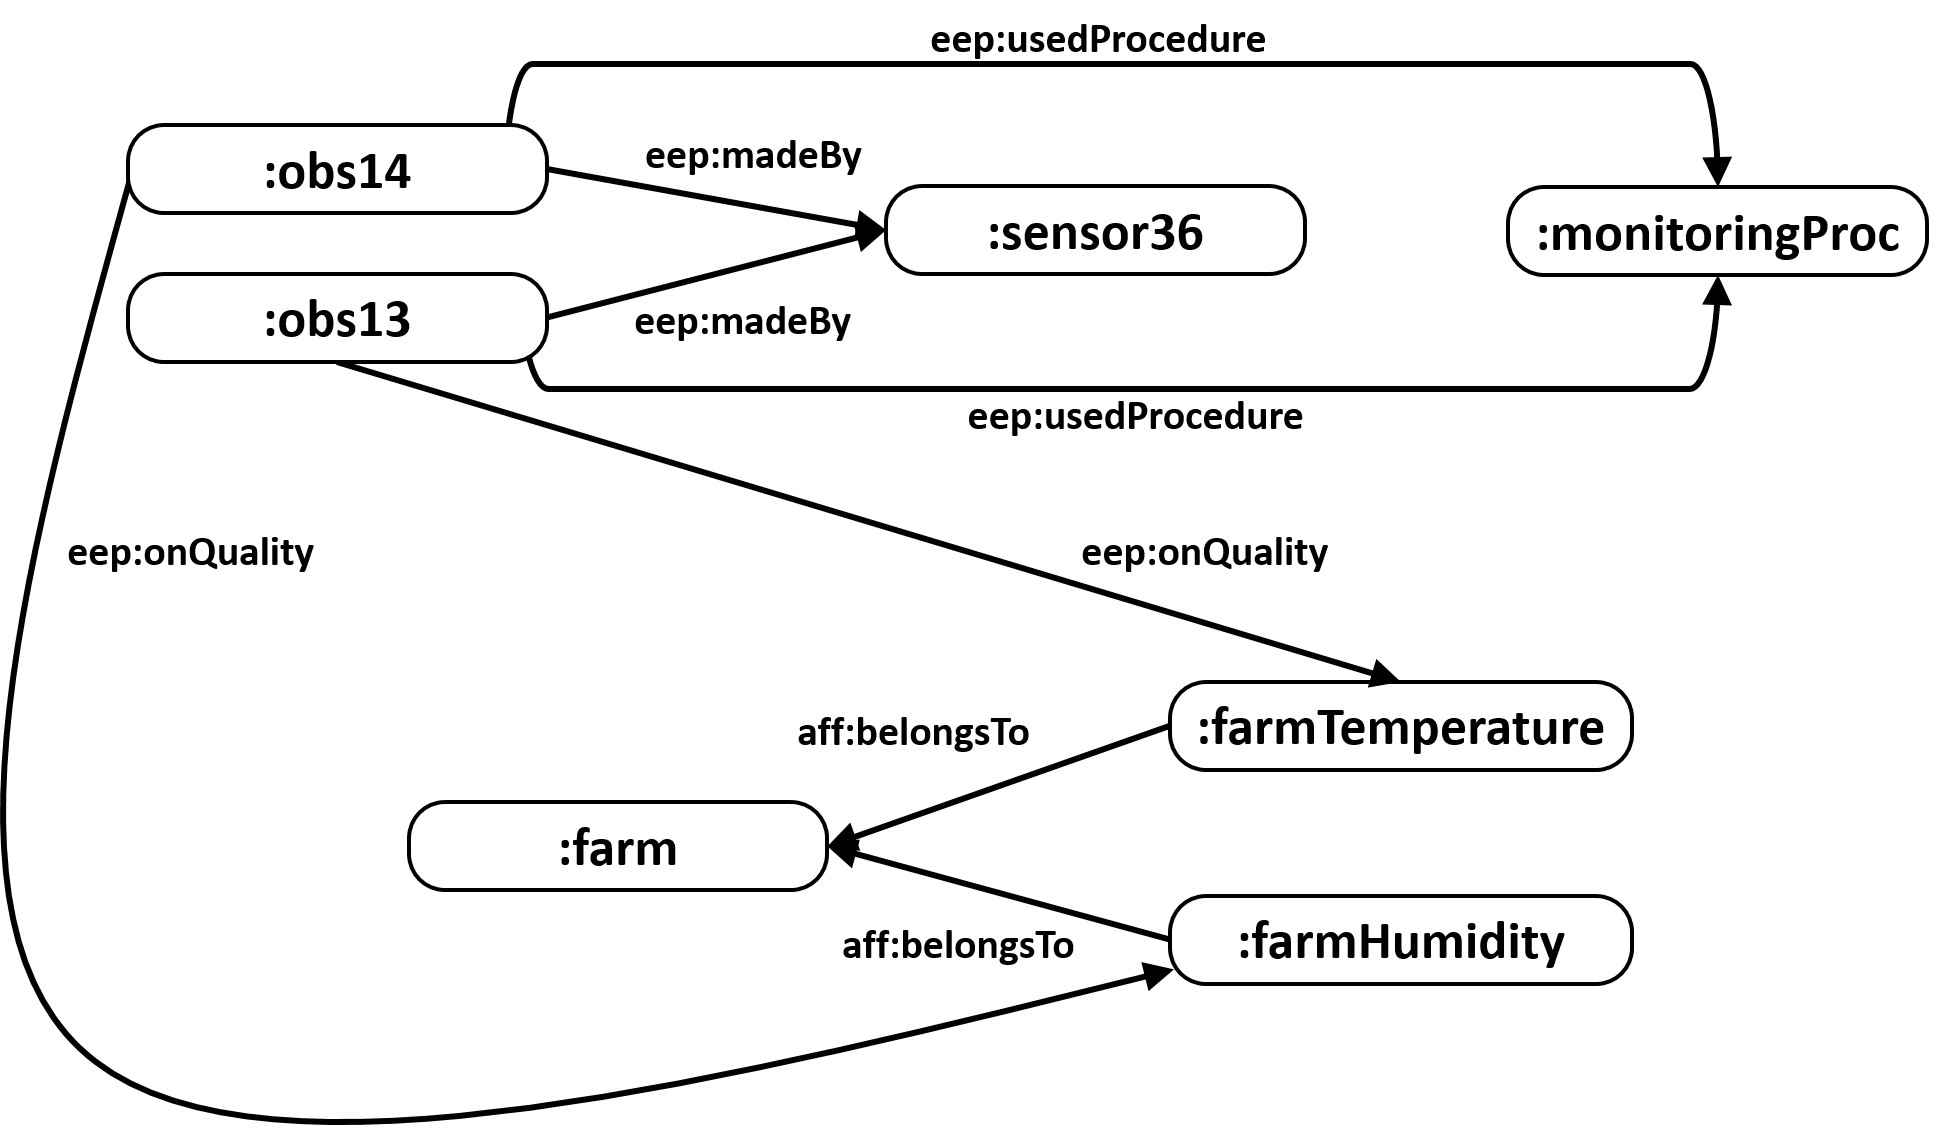 eep:usedProcedure
:obs14
eep:madeBy
:sensor36
:monitoringProc
:obs13
eep:madeBy
eep:usedProcedure
eep:onQuality
eep:onQuality
:farmTemperature
aff:belongsTo
:farm
:farmHumidity
aff:belongsTo